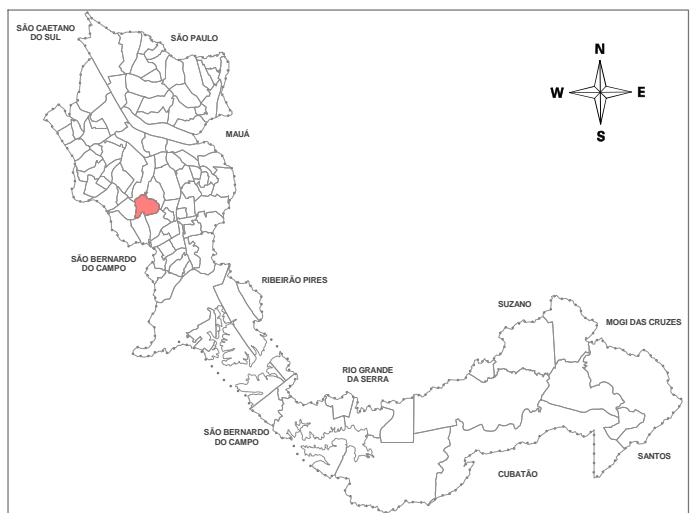 SÃO CAETANO
DO SUL
SÃO PAULO
N
W E
S
MAUÁ
SÃO BERNARDO
DO CAMPO
RIBEIRÃO PIRES
SUZANO
MOGI DAS CRUZES
RIO GRANDE
DA SERRA
SÃO BERNARDO
DO CAMPO
SANTOS
CUBATÃO